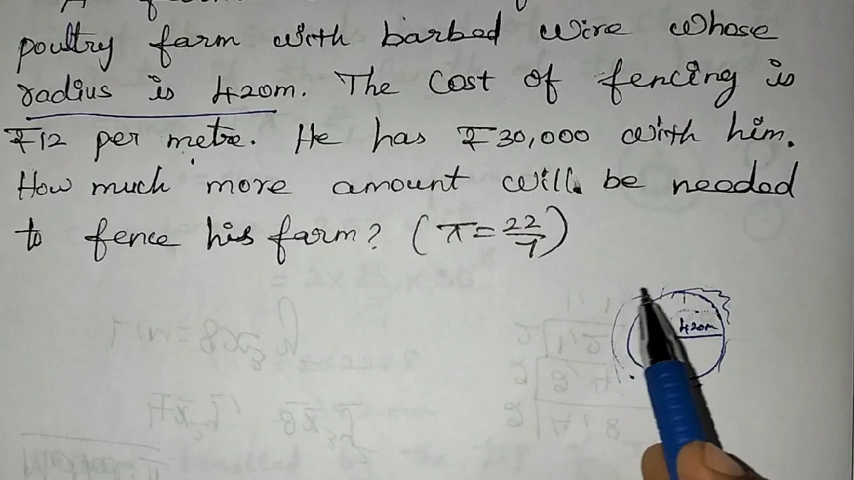 poultry farm with barbed wire whose
radius is 420m. The cost of fencing is
₹12 per metre. He has ₹30,000 with him.
How much more amount will be needed
to fence his farm? (π=22/7)
420m